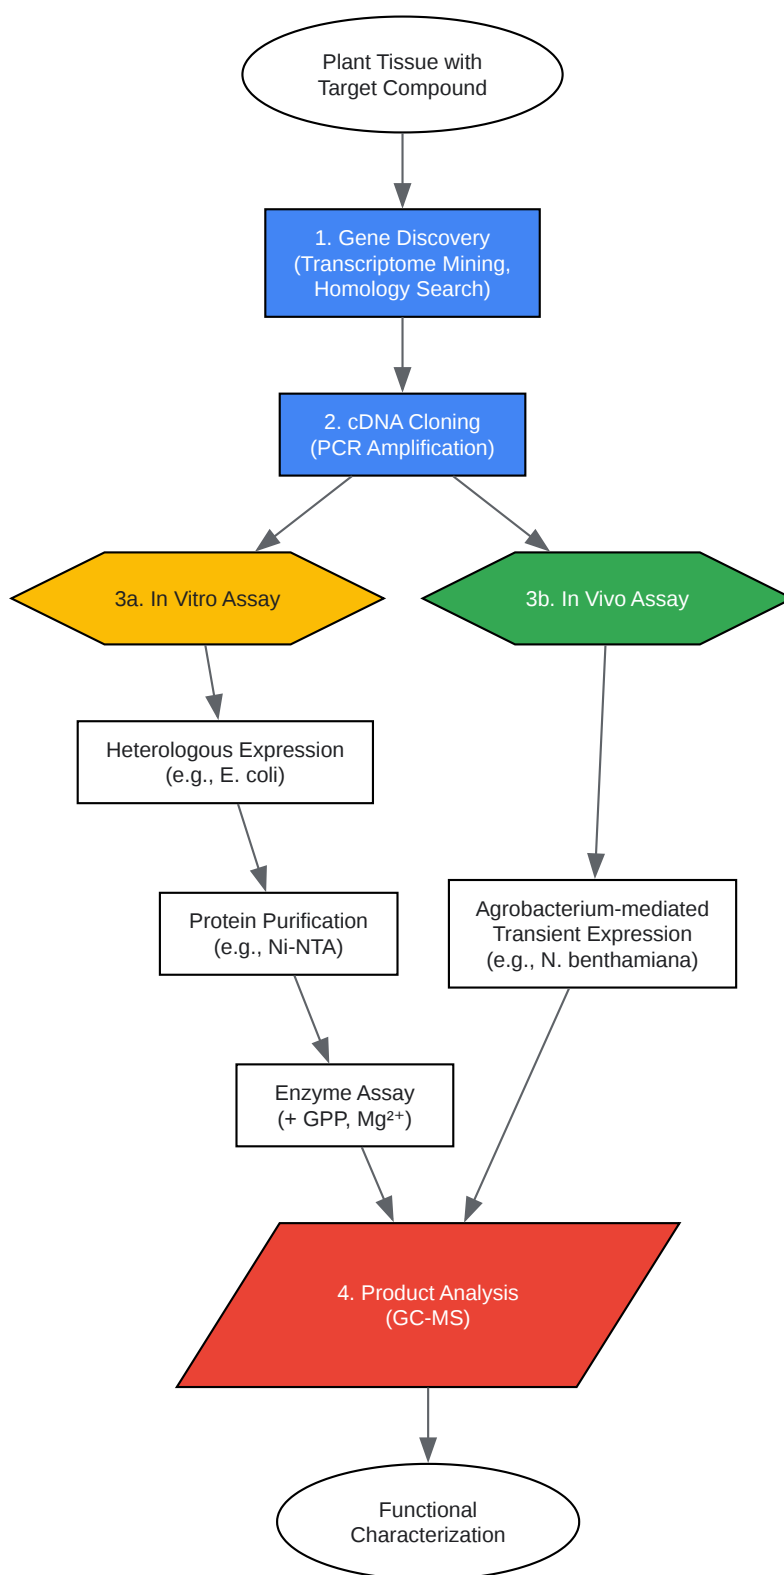 Plant Tissue with
Target Compound
1. Gene Discovery
(Transcriptome Mining,
Homology Search)
2. cDNA Cloning
(PCR Amplification)
3a. In Vitro Assay
3b. In Vivo Assay
Heterologous Expression
(e.g., E. coli)
Protein Purification
(e.g., Ni-NTA)
Agrobacterium-mediated
Transient Expression
(e.g., N. benthamiana)
Enzyme Assay
(+ GPP, Mg²⁺)
4. Product Analysis
(GC-MS)
Functional
Characterization